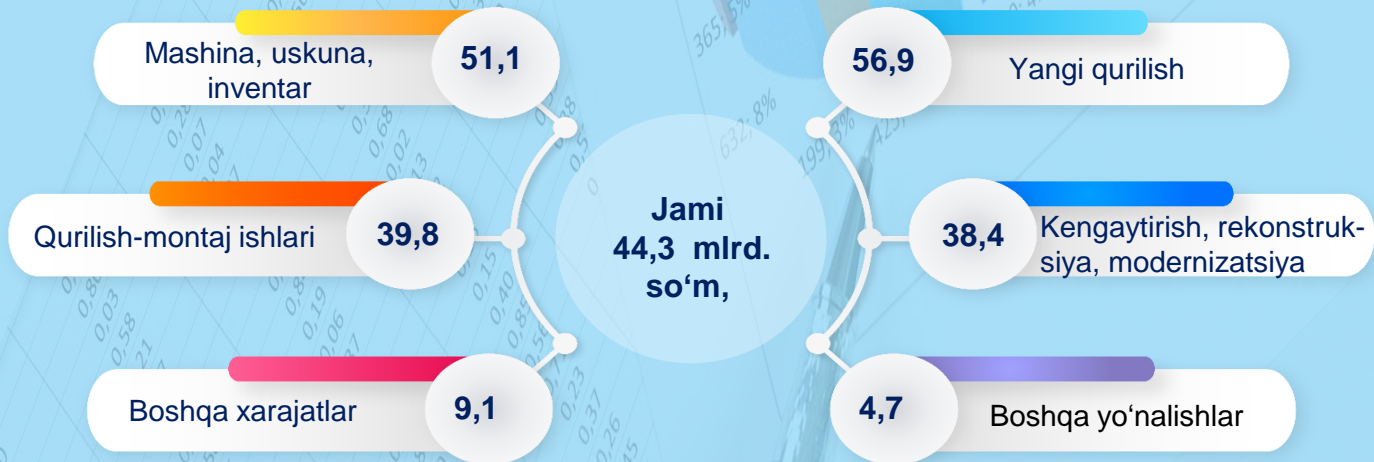 Mashina, uskuna,
inventar
51,1
56,9
Yangi qurilish
Qurilish-montaj ishlari
39,8
Jami
44,3 mlrd.
so‘m,
38,4
Kengaytirish, rekonstruk-
siya, modernizatsiya
Boshqa xarajatlar
9,1
4,7
Boshqa yo‘nalishlar